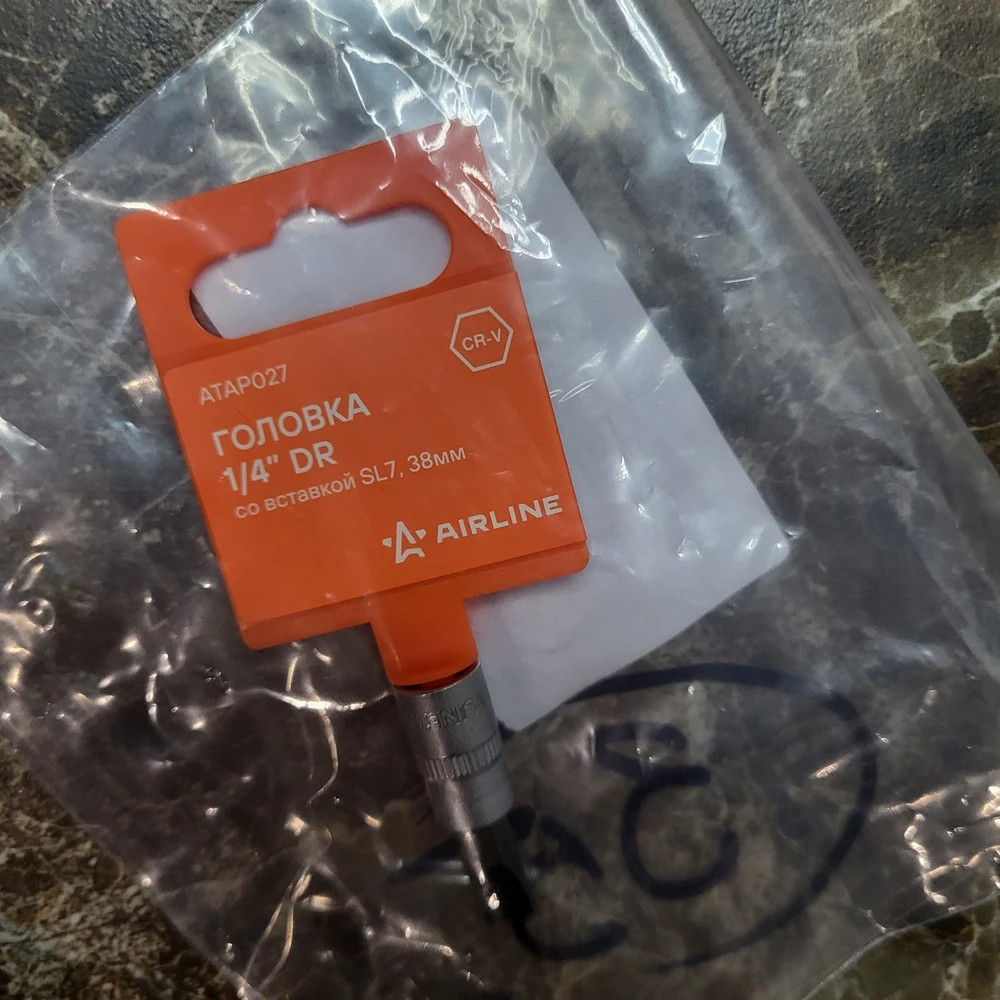 CR-V
ATAP027
ГОЛОВКА
1/4" DR
со вставкой SL7, 38мм
AIRLINE